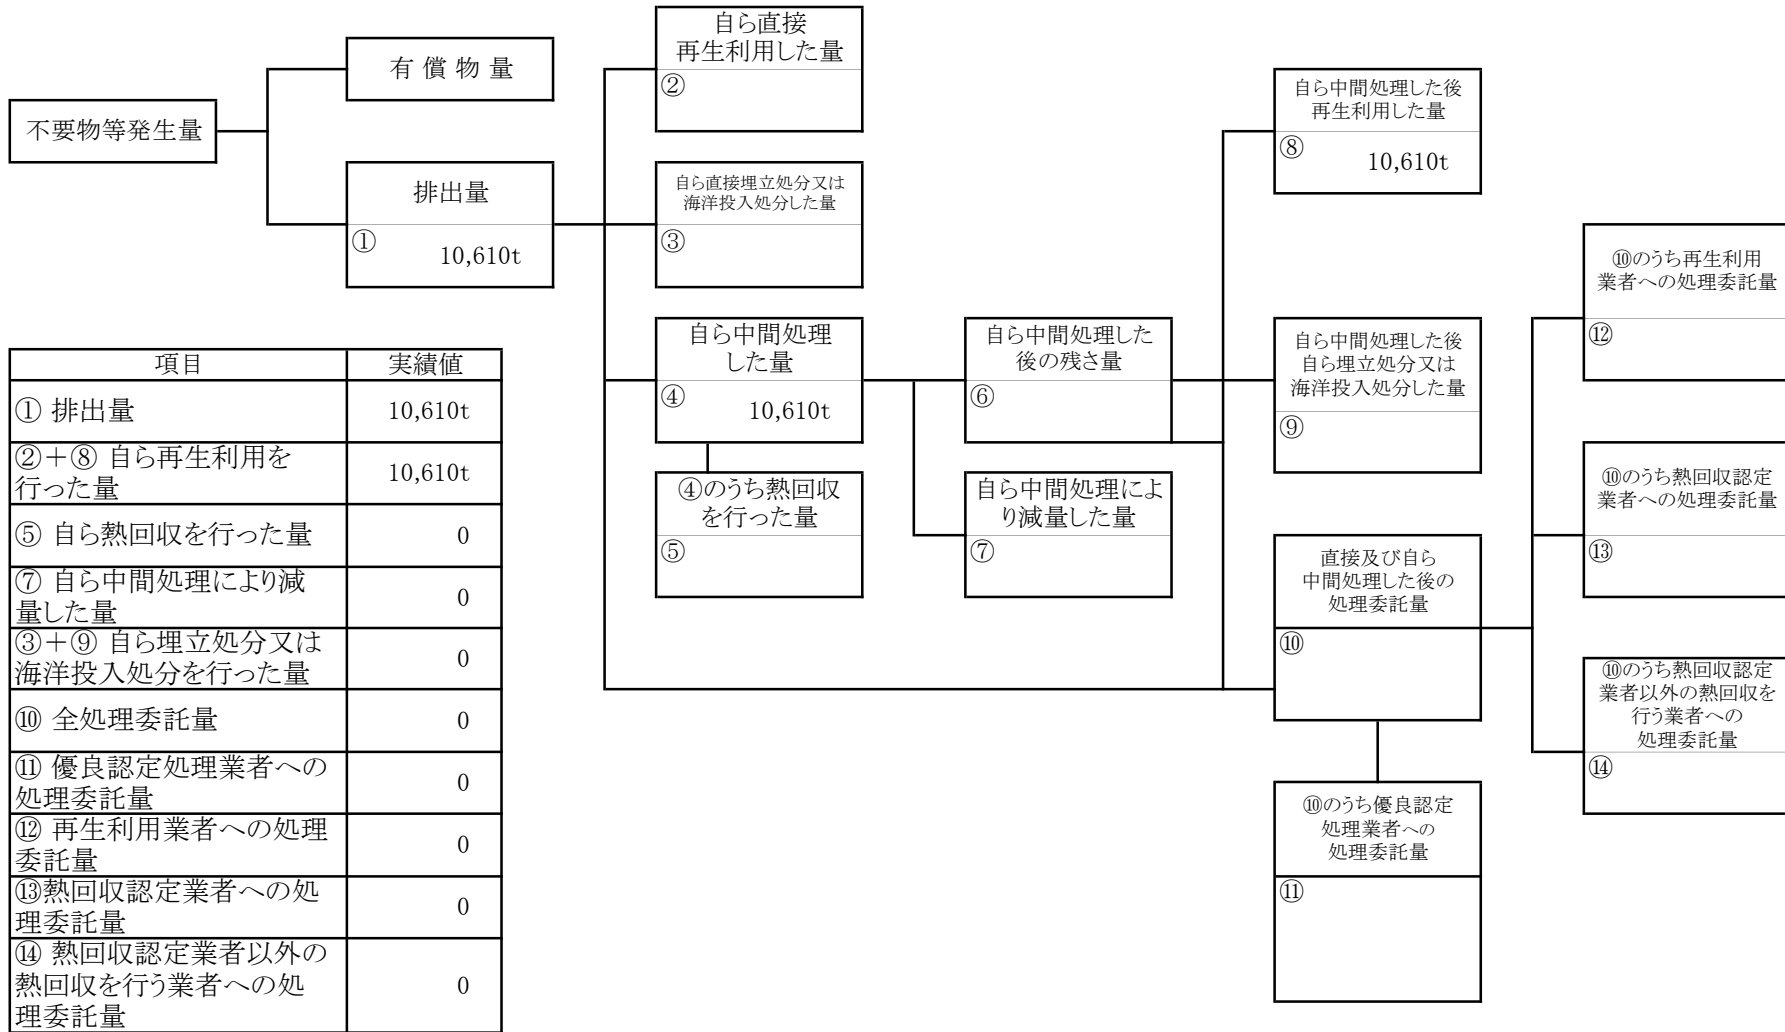 自ら直接
再生利用した量
②
有 償 物 量
不要物等発生量
排出量
①
10,610t
自ら直接埋立処分又は
海洋投入処分した量
③
自ら中間処理した後
再生利用した量
⑧
10,610t
自ら中間処理
した量
④
10,610t
自ら中間処理した
後の残さ量
⑥
自ら中間処理した後
自ら埋立処分又は
海洋投入処分した量
⑨
④のうち熱回収
を行った量
⑤
自ら中間処理によ
り減量した量
⑦
直接及び自ら
中間処理した後の
処理委託量
⑩
⑩のうち優良認定
処理業者への
処理委託量
⑪
⑩のうち再生利用
業者への処理委託量
⑫
⑩のうち熱回収認定
業者への処理委託量
⑬
⑩のうち熱回収認定
業者以外の熱回収を
行う業者への
処理委託量
⑭
項目 実績値
① 排出量 10,610t
②＋⑧ 自ら再生利用を
行った量 10,610t
⑤ 自ら熱回収を行った量 0
⑦ 自ら中間処理により減
量した量 0
③＋⑨ 自ら埋立処分又は
海洋投入処分を行った量 0
⑩ 全処理委託量 0
⑪ 優良認定処理業者への
処理委託量 0
⑫ 再生利用業者への処理
委託量 0
⑬熱回収認定業者への処
理委託量 0
⑭ 熱回収認定業者以外の
熱回収を行う業者への処
理委託量 0